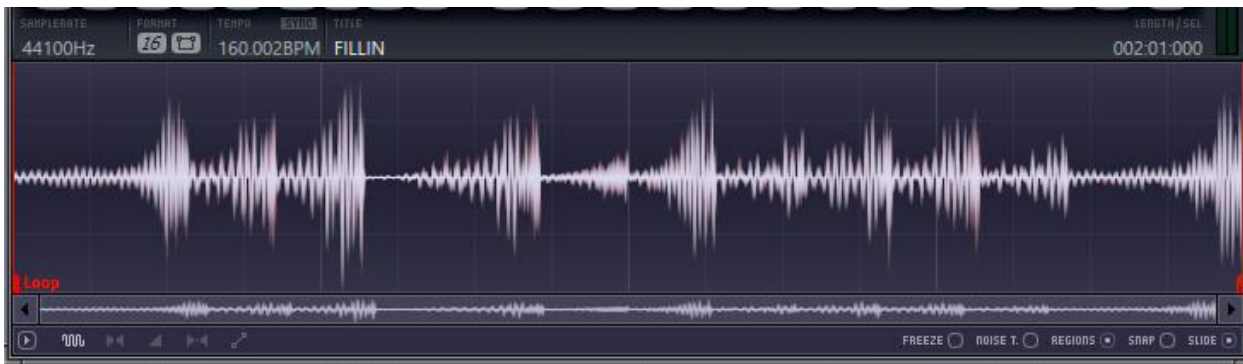 SAMPLERATE FORMAT TEMPO SYNC TITLE LENGTH/SEL
44100Hz 16 160.002BPM FILLIN 002:01:000
Loop
FREEZE NOISE T. REGIONS SNAP SLIDE